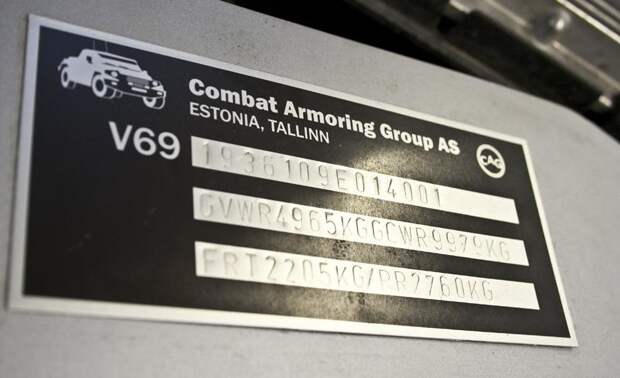 Combat Armoring Group AS
ESTONIA, TALLINN
CAG
V69
1936109E014001
GVWR4965KGGCWR9979KG
FRT2205KG/RR2760KG